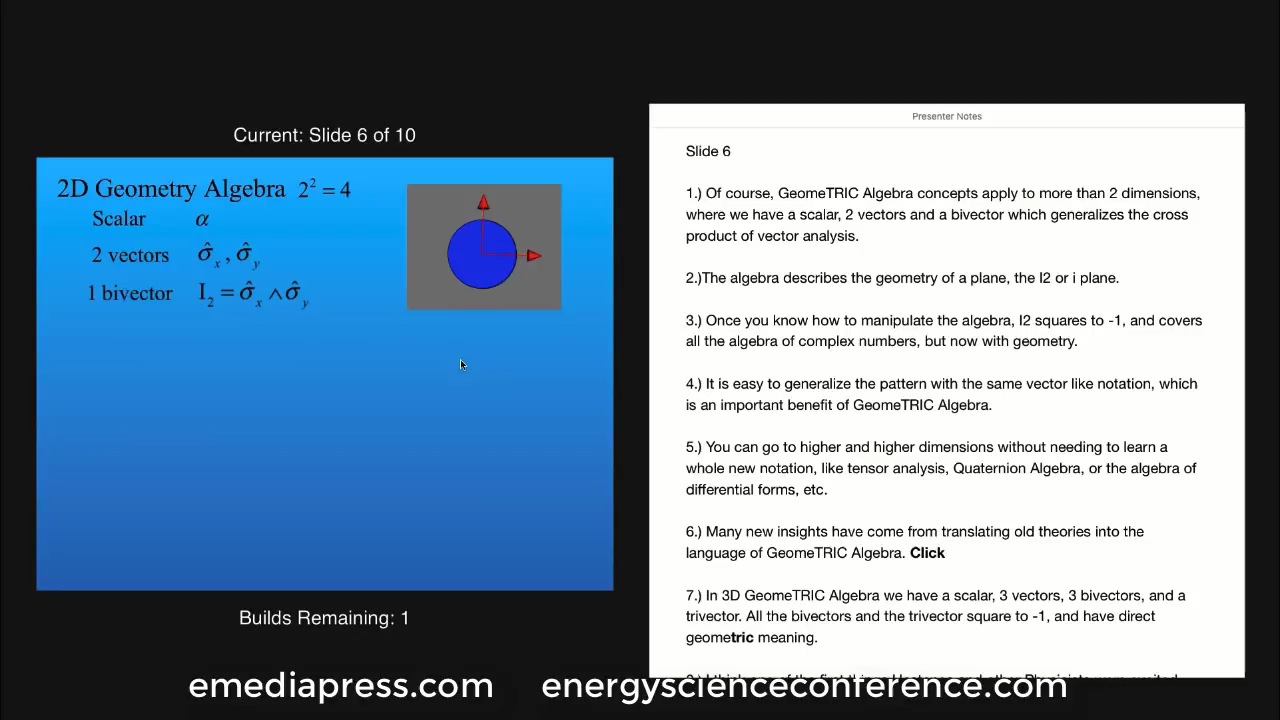 Current: Slide 6 of 10
2D Geometry Algebra 2² = 4
Scalar α
2 vectors σ̂ₓ , σ̂ᵧ
1 bivector I₂ = σ̂ₓ ∧ σ̂ᵧ
Builds Remaining: 1
Presenter Notes
Slide 6
1.) Of course, GeomeTRIC Algebra concepts apply to more than 2 dimensions,
where we have a scalar, 2 vectors and a bivector which generalizes the cross
product of vector analysis.
2.)The algebra describes the geometry of a plane, the I2 or i plane.
3.) Once you know how to manipulate the algebra, I2 squares to -1, and covers
all the algebra of complex numbers, but now with geometry.
4.) It is easy to generalize the pattern with the same vector like notation, which
is an important benefit of GeomeTRIC Algebra.
5.) You can go to higher and higher dimensions without needing to learn a
whole new notation, like tensor analysis, Quaternion Algebra, or the algebra of
differential forms, etc.
6.) Many new insights have come from translating old theories into the
language of GeomeTRIC Algebra. Click
7.) In 3D GeomeTRIC Algebra we have a scalar, 3 vectors, 3 bivectors, and a
trivector. All the bivectors and the trivector square to -1, and have direct
geometric meaning.
emediapress.com energyscienceconference.com